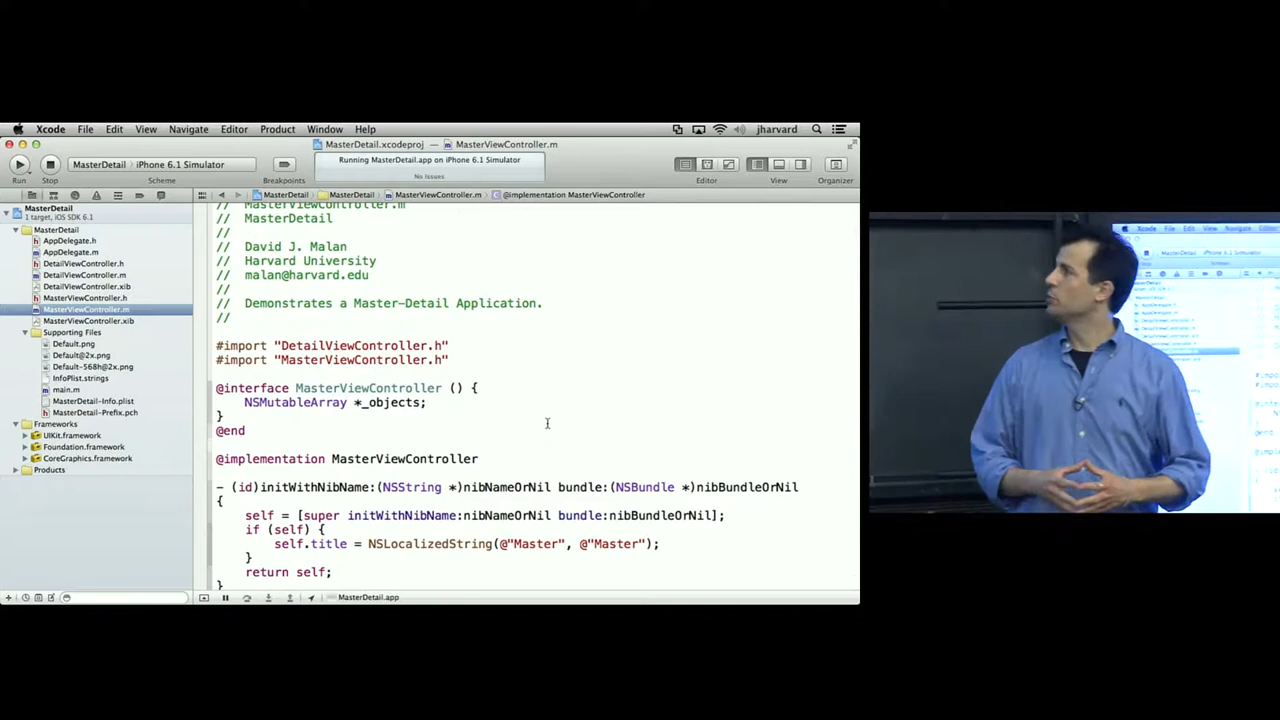 Xcode File Edit View Navigate Editor Product Window Help jharvard
MasterDetail.xcodeproj — MasterViewController.m
MasterDetail iPhone 6.1 Simulator
Running MasterDetail.app on iPhone 6.1 Simulator
No Issues
Run Stop Scheme Breakpoints Editor View Organizer
MasterDetail MasterDetail MasterViewController.m @implementation MasterViewController
MasterDetail
1 target, iOS SDK 6.1
MasterDetail
AppDelegate.h
AppDelegate.m
DetailViewController.h
DetailViewController.m
DetailViewController.xib
MasterViewController.h
MasterViewController.m
MasterViewController.xib
Supporting Files
Default.png
Default@2x.png
Default-568h@2x.png
InfoPlist.strings
main.m
MasterDetail-Info.plist
MasterDetail-Prefix.pch
Frameworks
UIKit.framework
Foundation.framework
CoreGraphics.framework
Products
// MasterViewController.m
// MasterDetail
//
// David J. Malan
// Harvard University
// malan@harvard.edu
//
// Demonstrates a Master-Detail Application.
//
#import "DetailViewController.h"
#import "MasterViewController.h"
@interface MasterViewController () {
NSMutableArray *_objects;
}
@end
@implementation MasterViewController
- (id)initWithNibName:(NSString *)nibNameOrNil bundle:(NSBundle *)nibBundleOrNil
{
self = [super initWithNibName:nibNameOrNil bundle:nibBundleOrNil];
if (self) {
self.title = NSLocalizedString(@"Master", @"Master");
}
return self;
}
MasterDetail.app